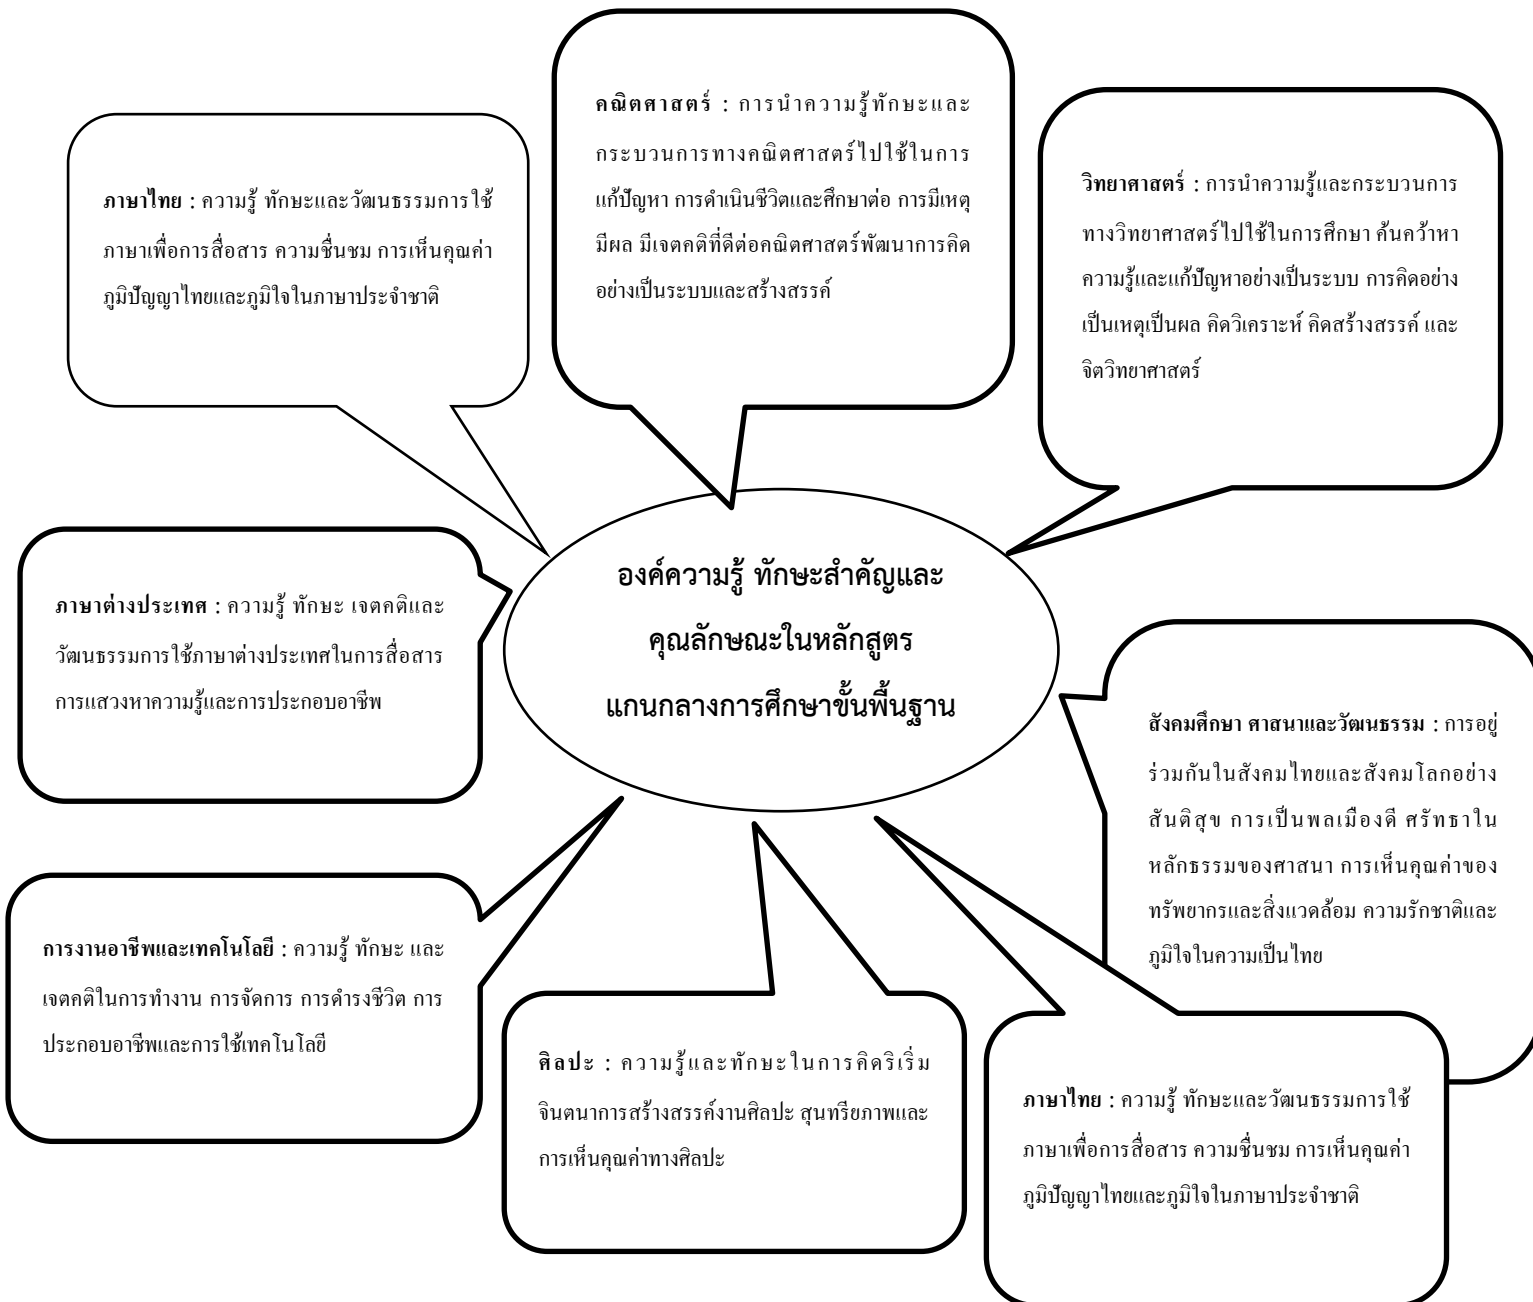 คณิตศาสตร์ : การนำความรู้ทักษะและ
กระบวนการทางคณิตศาสตร์ไปใช้ในการ
แก้ปัญหา การดำเนินชีวิตและศึกษาต่อ การมีเหตุ
มีผล มีเจตคติที่ดีต่อคณิตศาสตร์พัฒนาการคิด
อย่างเป็นระบบและสร้างสรรค์
ภาษาไทย : ความรู้ ทักษะและวัฒนธรรมการใช้
ภาษาเพื่อการสื่อสาร ความชื่นชม การเห็นคุณค่า
ภูมิปัญญาไทยและภูมิใจในภาษาประจำชาติ
วิทยาศาสตร์ : การนำความรู้และกระบวนการ
ทางวิทยาศาสตร์ไปใช้ในการศึกษา ค้นคว้าหา
ความรู้และแก้ปัญหาอย่างเป็นระบบ การคิดอย่าง
เป็นเหตุเป็นผล คิดวิเคราะห์ คิดสร้างสรรค์ และ
จิตวิทยาศาสตร์
องค์ความรู้ ทักษะสำคัญและ
คุณลักษณะในหลักสูตร
แกนกลางการศึกษาขั้นพื้นฐาน
ภาษาต่างประเทศ : ความรู้ ทักษะ เจตคติและ
วัฒนธรรมการใช้ภาษาต่างประเทศในการสื่อสาร
การแสวงหาความรู้และการประกอบอาชีพ
สังคมศึกษา ศาสนาและวัฒนธรรม : การอยู่
ร่วมกันในสังคมไทยและสังคมโลกอย่าง
สันติสุข การเป็นพลเมืองดี ศรัทธาใน
หลักธรรมของศาสนา การเห็นคุณค่าของ
ทรัพยากรและสิ่งแวดล้อม ความรักชาติและ
ภูมิใจในความเป็นไทย
การงานอาชีพและเทคโนโลยี : ความรู้ ทักษะ และ
เจตคติในการทำงาน การจัดการ การดำรงชีวิต การ
ประกอบอาชีพและการใช้เทคโนโลยี
ศิลปะ : ความรู้และทักษะในการคิดริเริ่ม
จินตนาการสร้างสรรค์งานศิลปะ สุนทรียภาพและ
การเห็นคุณค่าทางศิลปะ
ภาษาไทย : ความรู้ ทักษะและวัฒนธรรมการใช้
ภาษาเพื่อการสื่อสาร ความชื่นชม การเห็นคุณค่า
ภูมิปัญญาไทยและภูมิใจในภาษาประจำชาติ